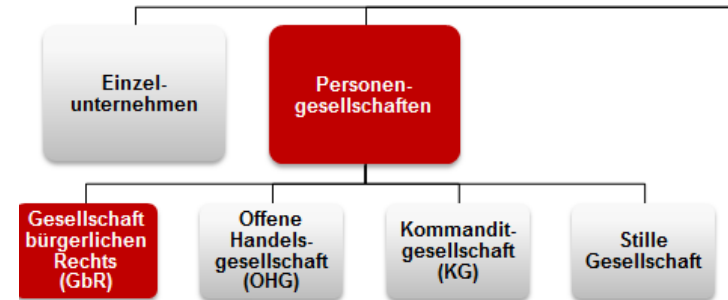 Einzel-
unternehmen
Personen-
gesellschaften
Gesellschaft
bürgerlichen
Rechts
(GbR)
Offene
Handels-
gesellschaft
(OHG)
Kommandit-
gesellschaft
(KG)
Stille
Gesellschaft